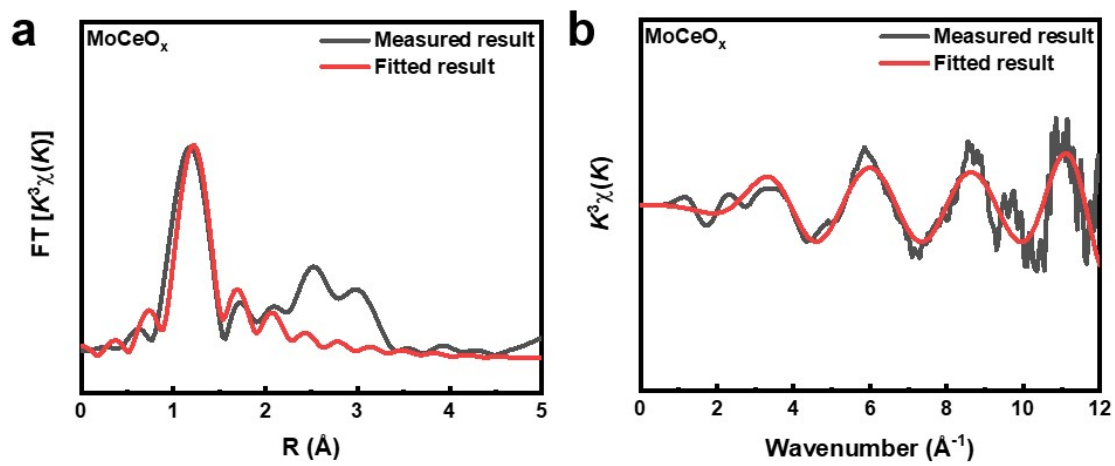 a
MoCeOₓ
Measured result
Fitted result
FT [K³χ(K)]
0 1 2 3 4 5
R (Å)
b
MoCeOₓ
Measured result
Fitted result
K³χ(K)
0 2 4 6 8 10 12
Wavenumber (Å⁻¹)